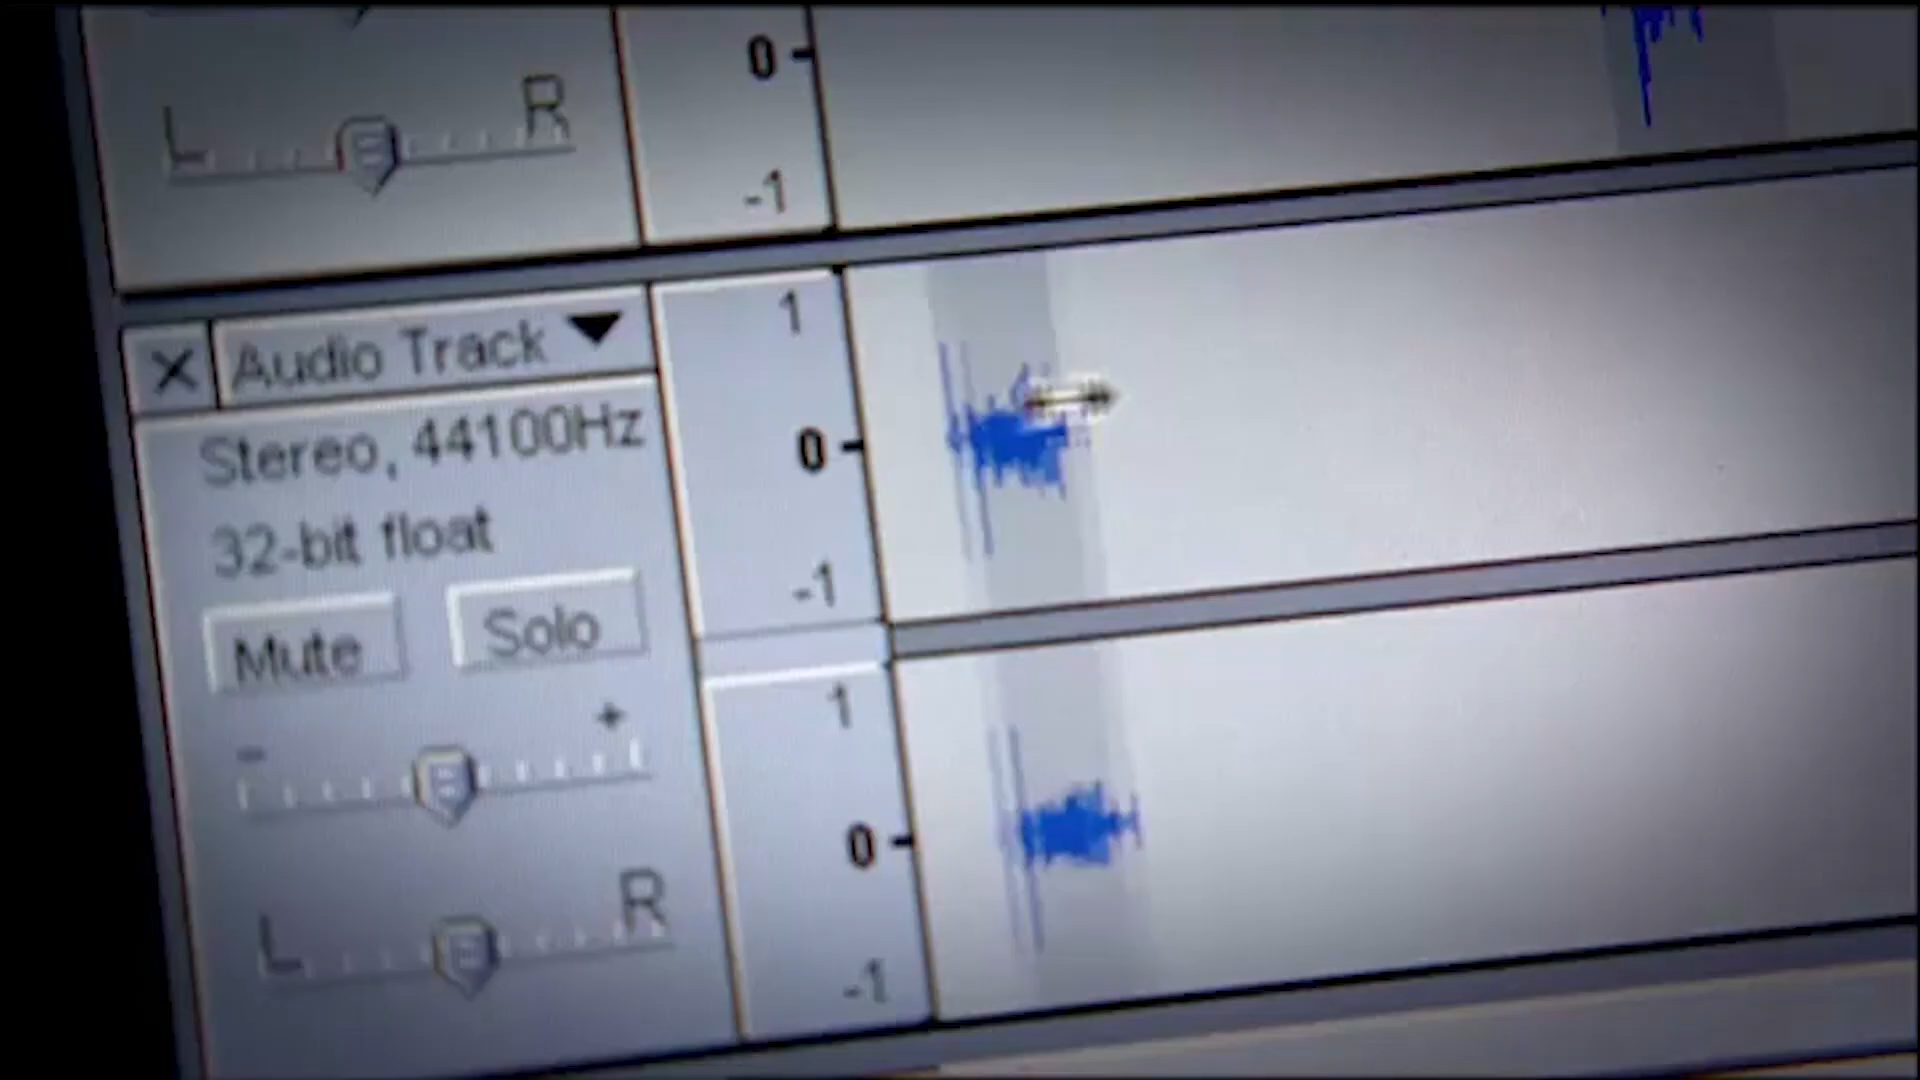 0
L R
-1
X Audio Track
1
Stereo, 44100Hz
0
32-bit float
-1
Mute Solo
1
- +
0
L R
-1